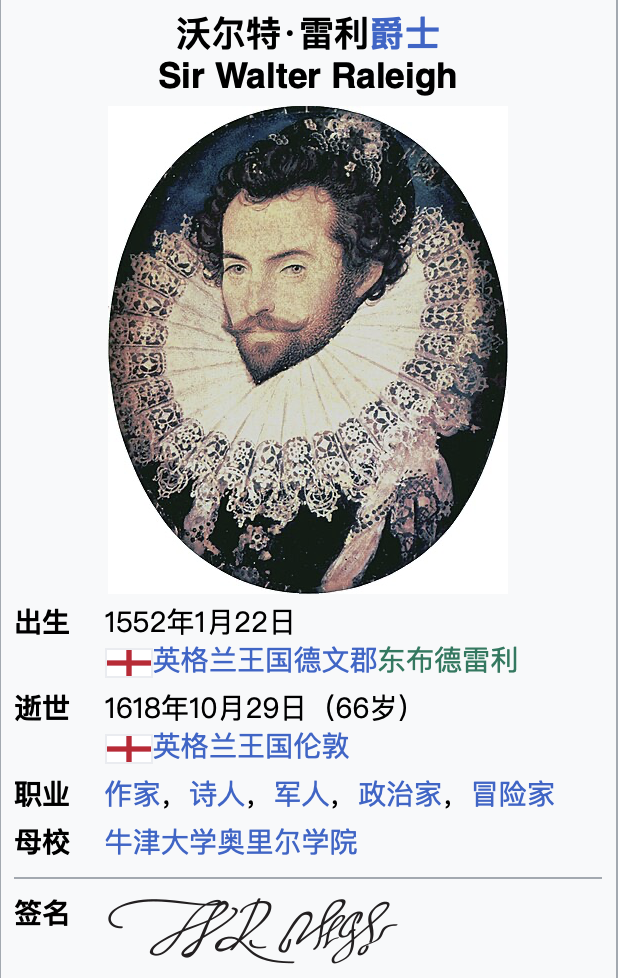 沃尔特·雷利爵士
Sir Walter Raleigh
出生 1552年1月22日
英格兰王国德文郡东布德雷利
逝世 1618年10月29日（66岁）
英格兰王国伦敦
职业 作家，诗人，军人，政治家，冒险家
母校 牛津大学奥里尔学院
签名